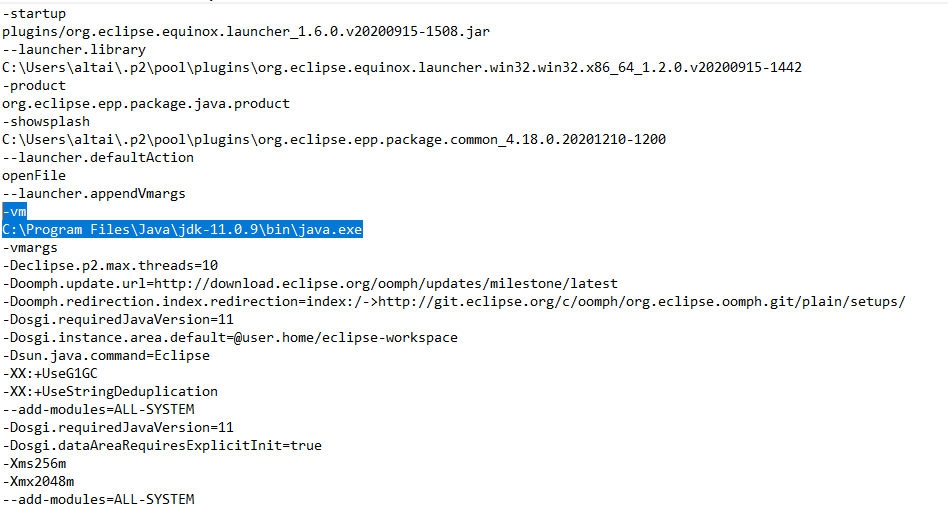 -startup
plugins/org.eclipse.equinox.launcher_1.6.0.v20200915-1508.jar
--launcher.library
C:\Users\altai\.p2\pool\plugins\org.eclipse.equinox.launcher.win32.win32.x86_64_1.2.0.v20200915-1442
-product
org.eclipse.epp.package.java.product
-showsplash
C:\Users\altai\.p2\pool\plugins\org.eclipse.epp.package.common_4.18.0.20201210-1200
--launcher.defaultAction
openFile
--launcher.appendVmargs
-vm
C:\Program Files\Java\jdk-11.0.9\bin\java.exe
-vmargs
-Declipse.p2.max.threads=10
-Doomph.update.url=http://download.eclipse.org/oomph/updates/milestone/latest
-Doomph.redirection.index.redirection=index:/->http://git.eclipse.org/c/oomph/org.eclipse.oomph.git/plain/setups/
-Dosgi.requiredJavaVersion=11
-Dosgi.instance.area.default=@user.home/eclipse-workspace
-Dsun.java.command=Eclipse
-XX:+UseG1GC
-XX:+UseStringDeduplication
--add-modules=ALL-SYSTEM
-Dosgi.requiredJavaVersion=11
-Dosgi.dataAreaRequiresExplicitInit=true
-Xms256m
-Xmx2048m
--add-modules=ALL-SYSTEM